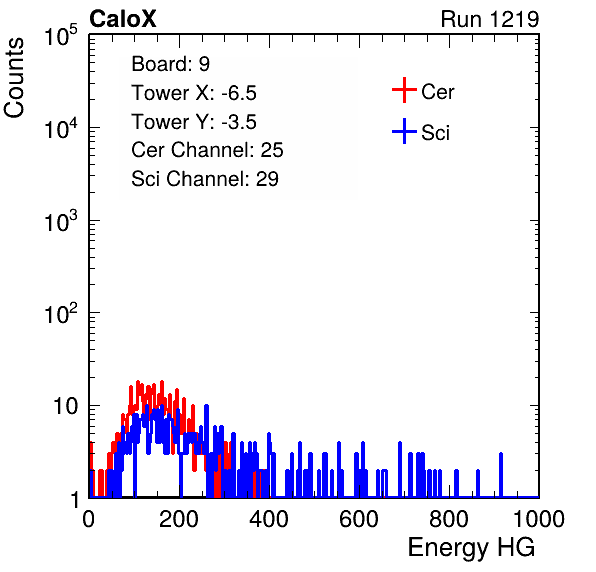 CaloX Run 1219
Counts
10^5
10^4
10^3
10^2
10
1
Board: 9
Tower X: -6.5
Tower Y: -3.5
Cer Channel: 25
Sci Channel: 29
Cer
Sci
0 200 400 600 800 1000
Energy HG